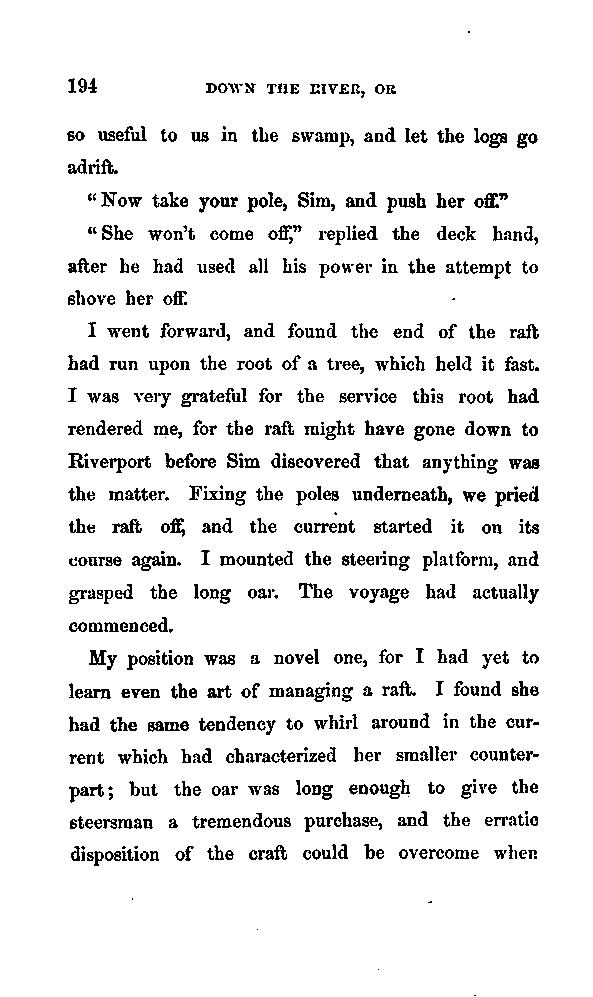 194 DOWN THE RIVER, OR
so useful to us in the swamp, and let the logs go
adrift.
“Now take your pole, Sim, and push her off.”
“She won’t come off,” replied the deck hand,
after he had used all his power in the attempt to
shove her off.
I went forward, and found the end of the raft
had run upon the root of a tree, which held it fast.
I was very grateful for the service this root had
rendered me, for the raft might have gone down to
Riverport before Sim discovered that anything was
the matter. Fixing the poles underneath, we pried
the raft off, and the current started it on its
course again. I mounted the steering platform, and
grasped the long oar. The voyage had actually
commenced.
My position was a novel one, for I had yet to
learn even the art of managing a raft. I found she
had the same tendency to whirl around in the cur-
rent which had characterized her smaller counter-
part; but the oar was long enough to give the
steersman a tremendous purchase, and the erratic
disposition of the craft could be overcome when